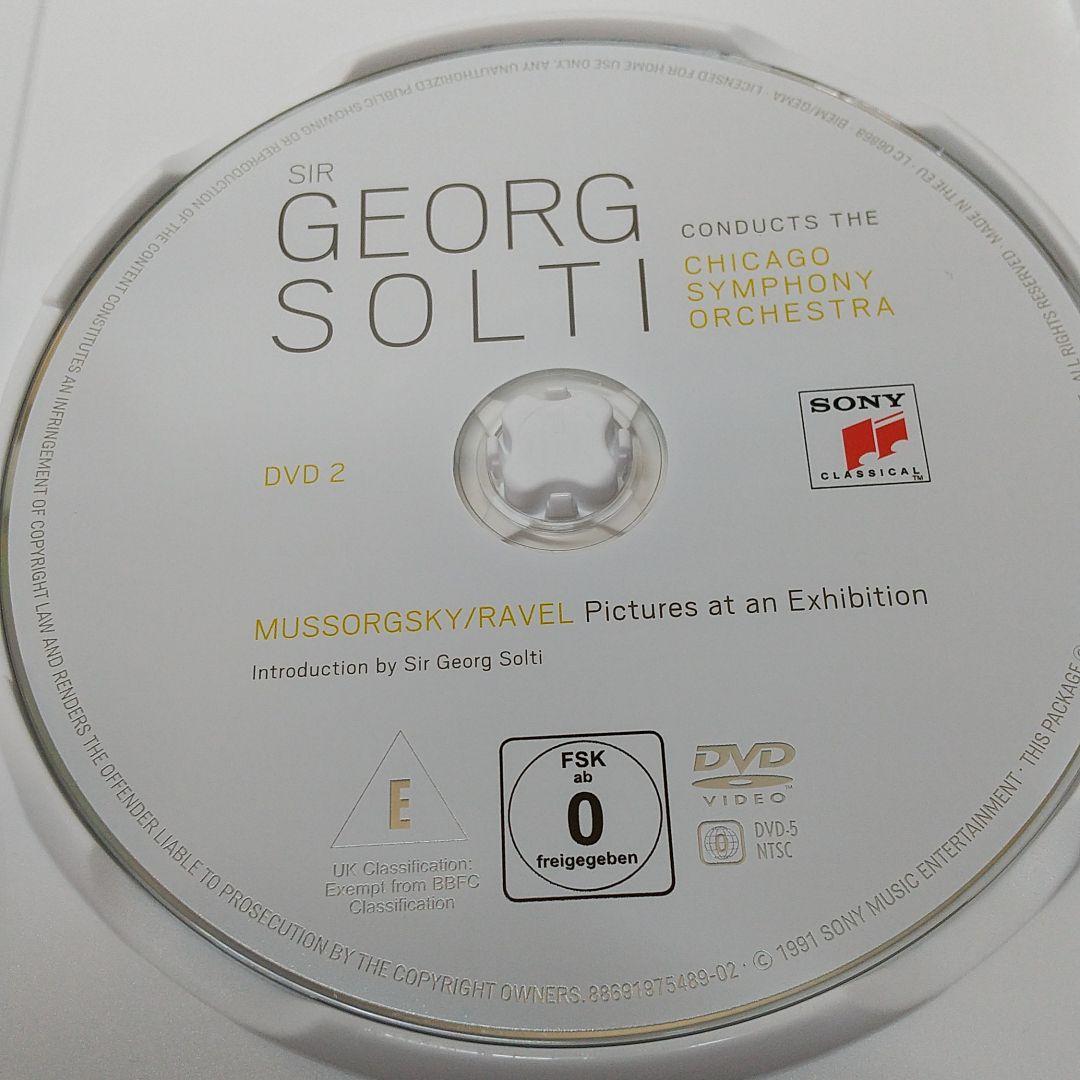 SIR
GEORG
SOLTI
CONDUCTS THE
CHICAGO
SYMPHONY
ORCHESTRA
SONY
CLASSICAL™
DVD 2
MUSSORGSKY/RAVEL Pictures at an Exhibition
Introduction by Sir Georg Solti
E
UK Classification:
Exempt from BBFC
Classification
FSK
ab
0
freigegeben
DVD™
VIDEO
0
DVD-5
NTSC
© 1991 SONY MUSIC ENTERTAINMENT · THIS PACKAGE
ALL RIGHTS RESERVED · MADE IN THE EU · LC 06868 · BIEM/GEMA · LICENSED FOR HOME USE ONLY. ANY UNAUTHORIZED PUBLIC SHOWING OR REPRODUCTION OF THE CONTENT CONSTITUTES AN INFRINGEMENT OF COPYRIGHT LAW AND RENDERS THE OFFENDER LIABLE TO PROSECUTION BY THE COPYRIGHT OWNERS. 88691975489-02 ·